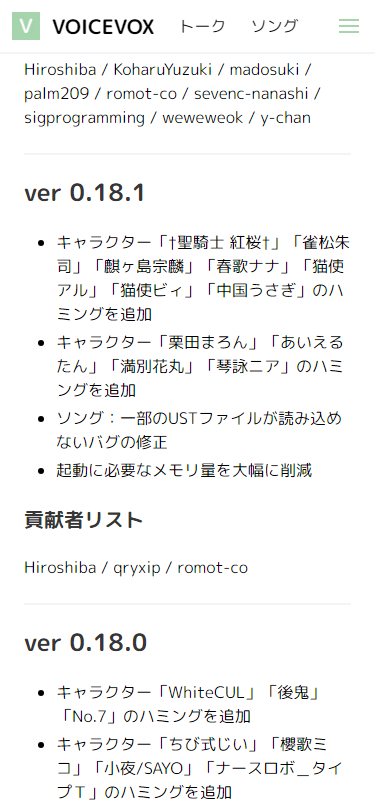 V VOICEVOX トーク ソング
Hiroshiba / KoharuYuzuki / madosuki /
palm209 / romot-co / sevenc-nanashi /
sigprogramming / weweweok / y-chan
ver 0.18.1
キャラクター「†聖騎士 紅桜†」「雀松朱
司」「麒ヶ島宗麟」「春歌ナナ」「猫使
アル」「猫使ビィ」「中国うさぎ」のハ
ミングを追加
キャラクター「栗田まろん」「あいえる
たん」「満別花丸」「琴詠ニア」のハミ
ングを追加
ソング：一部のUSTファイルが読み込め
ないバグの修正
起動に必要なメモリ量を大幅に削減
貢献者リスト
Hiroshiba / qryxip / romot-co
ver 0.18.0
キャラクター「WhiteCUL」「後鬼」
「No.7」のハミングを追加
キャラクター「ちび式じい」「櫻歌ミ
コ」「小夜/SAYO」「ナースロボ＿タイ
プＴ」のハミングを追加